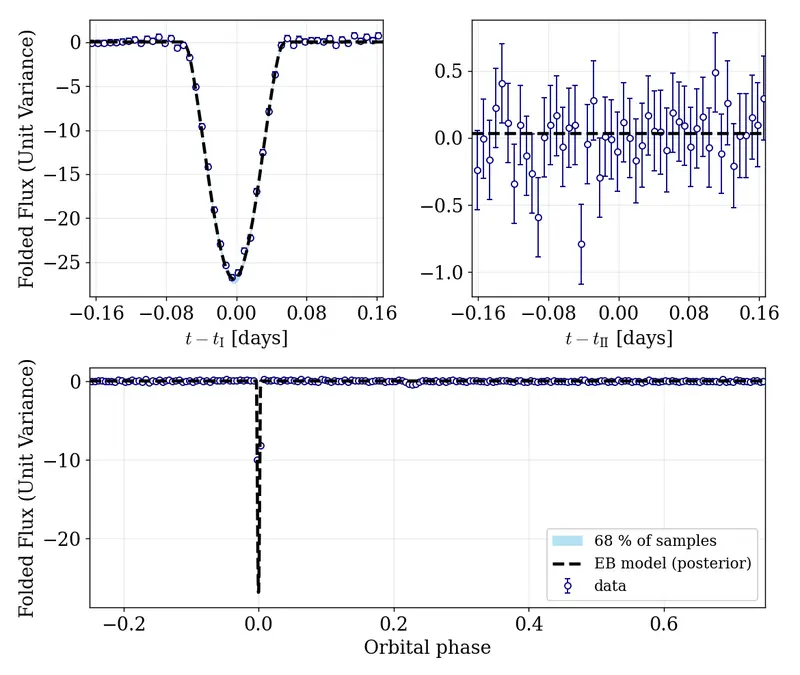 Folded Flux (Unit Variance)
0
−5
−10
−15
−20
−25
−0.16 −0.08 0.00 0.08 0.16
t − tI [days]
0.5
0.0
−0.5
−1.0
−0.16 −0.08 0.00 0.08 0.16
t − tII [days]
Folded Flux (Unit Variance)
0
−10
−20
68 % of samples
EB model (posterior)
data
−0.2 0.0 0.2 0.4 0.6
Orbital phase